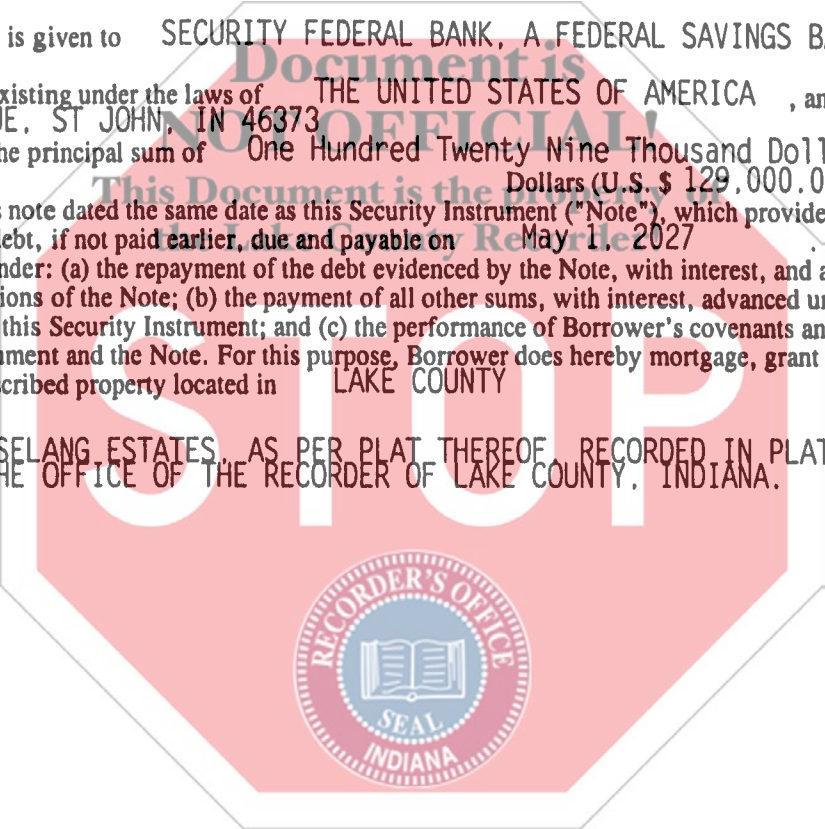 is given to SECURITY FEDERAL BANK, A FEDERAL SAVINGS B
Document is
xisting under the laws of THE UNITED STATES OF AMERICA , an
UE, ST JOHN, IN 46373
NOT OFFICIAL!
he principal sum of One Hundred Twenty Nine Thousand Doll
Dollars (U.S. $ 129,000.0
This Document is the property of
s note dated the same date as this Security Instrument ("Note"), which provide
the Lake County Recorder
ebt, if not paid earlier, due and payable on May 1, 2027 .
nder: (a) the repayment of the debt evidenced by the Note, with interest, and a
ions of the Note; (b) the payment of all other sums, with interest, advanced u
this Security Instrument; and (c) the performance of Borrower's covenants an
ment and the Note. For this purpose, Borrower does hereby mortgage, grant
cribed property located in LAKE COUNTY
STOP
SELANG ESTATES, AS PER PLAT THEREOF, RECORDED IN PLAT
HE OFFICE OF THE RECORDER OF LAKE COUNTY, INDIANA.
RECORDER'S OFFICE
SEAL
INDIANA